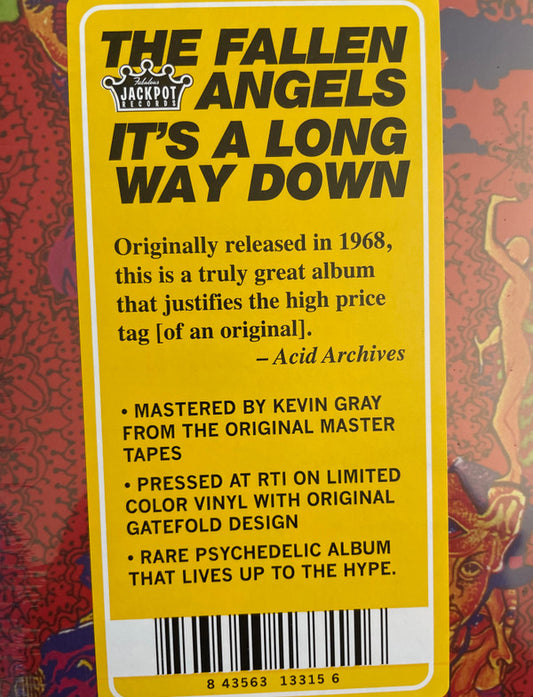 THE FALLEN
Fabulous
JACKPOT
RECORDS
ANGELS
IT'S A LONG
WAY DOWN
Originally released in 1968,
this is a truly great album
that justifies the high price
tag [of an original].
– Acid Archives
• MASTERED BY KEVIN GRAY
FROM THE ORIGINAL MASTER
TAPES
• PRESSED AT RTI ON LIMITED
COLOR VINYL WITH ORIGINAL
GATEFOLD DESIGN
• RARE PSYCHEDELIC ALBUM
THAT LIVES UP TO THE HYPE.
8 43563 13315 6